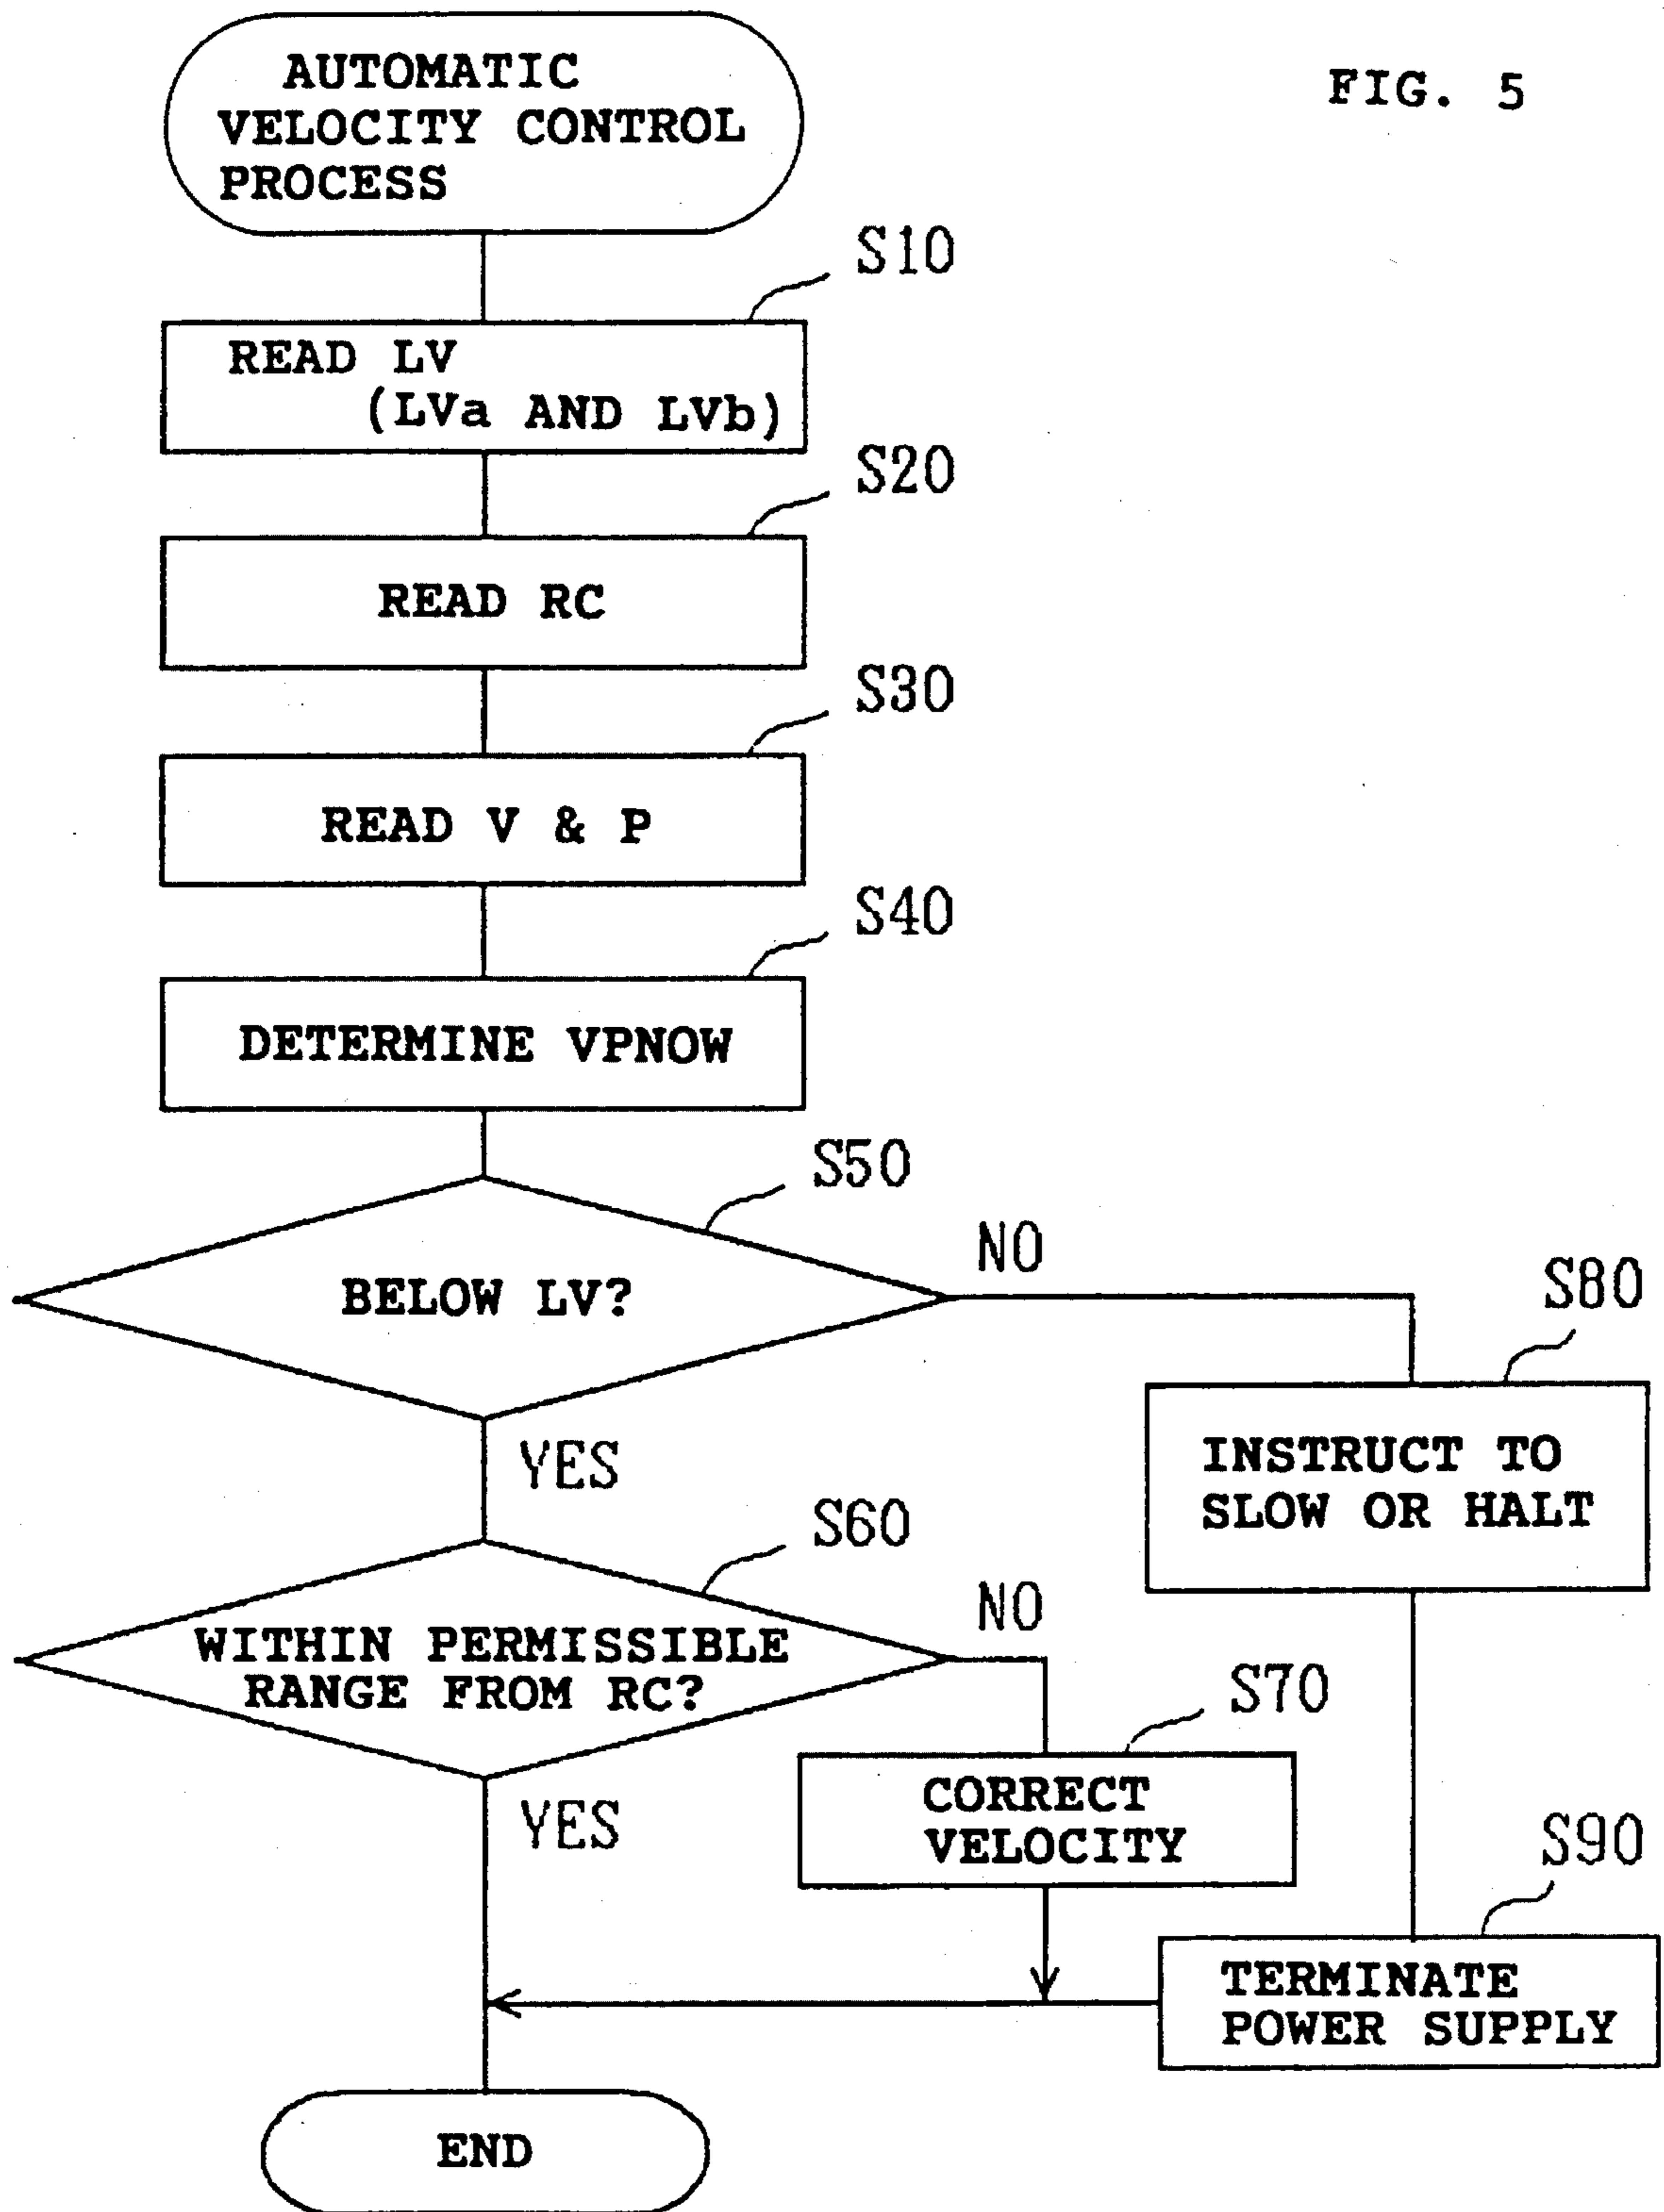 AUTOMATIC
VELOCITY CONTROL
PROCESS
FIG. 5
S10
READ LV
(LVa AND LVb)
S20
READ RC
S30
READ V & P
S40
DETERMINE VPNOW
S50
BELOW LV?
NO
YES
S80
INSTRUCT TO
SLOW OR HALT
S60
WITHIN PERMISSIBLE
RANGE FROM RC?
NO
YES
S70
CORRECT
VELOCITY
S90
TERMINATE
POWER SUPPLY
END